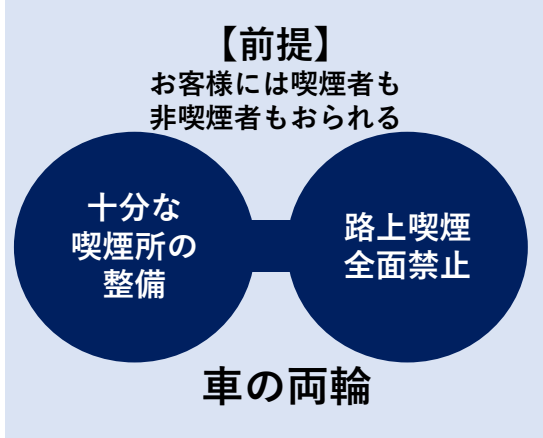 【前提】
お客様には喫煙者も
非喫煙者もおられる
十分な
喫煙所の
整備
路上喫煙
全面禁止
車の両輪